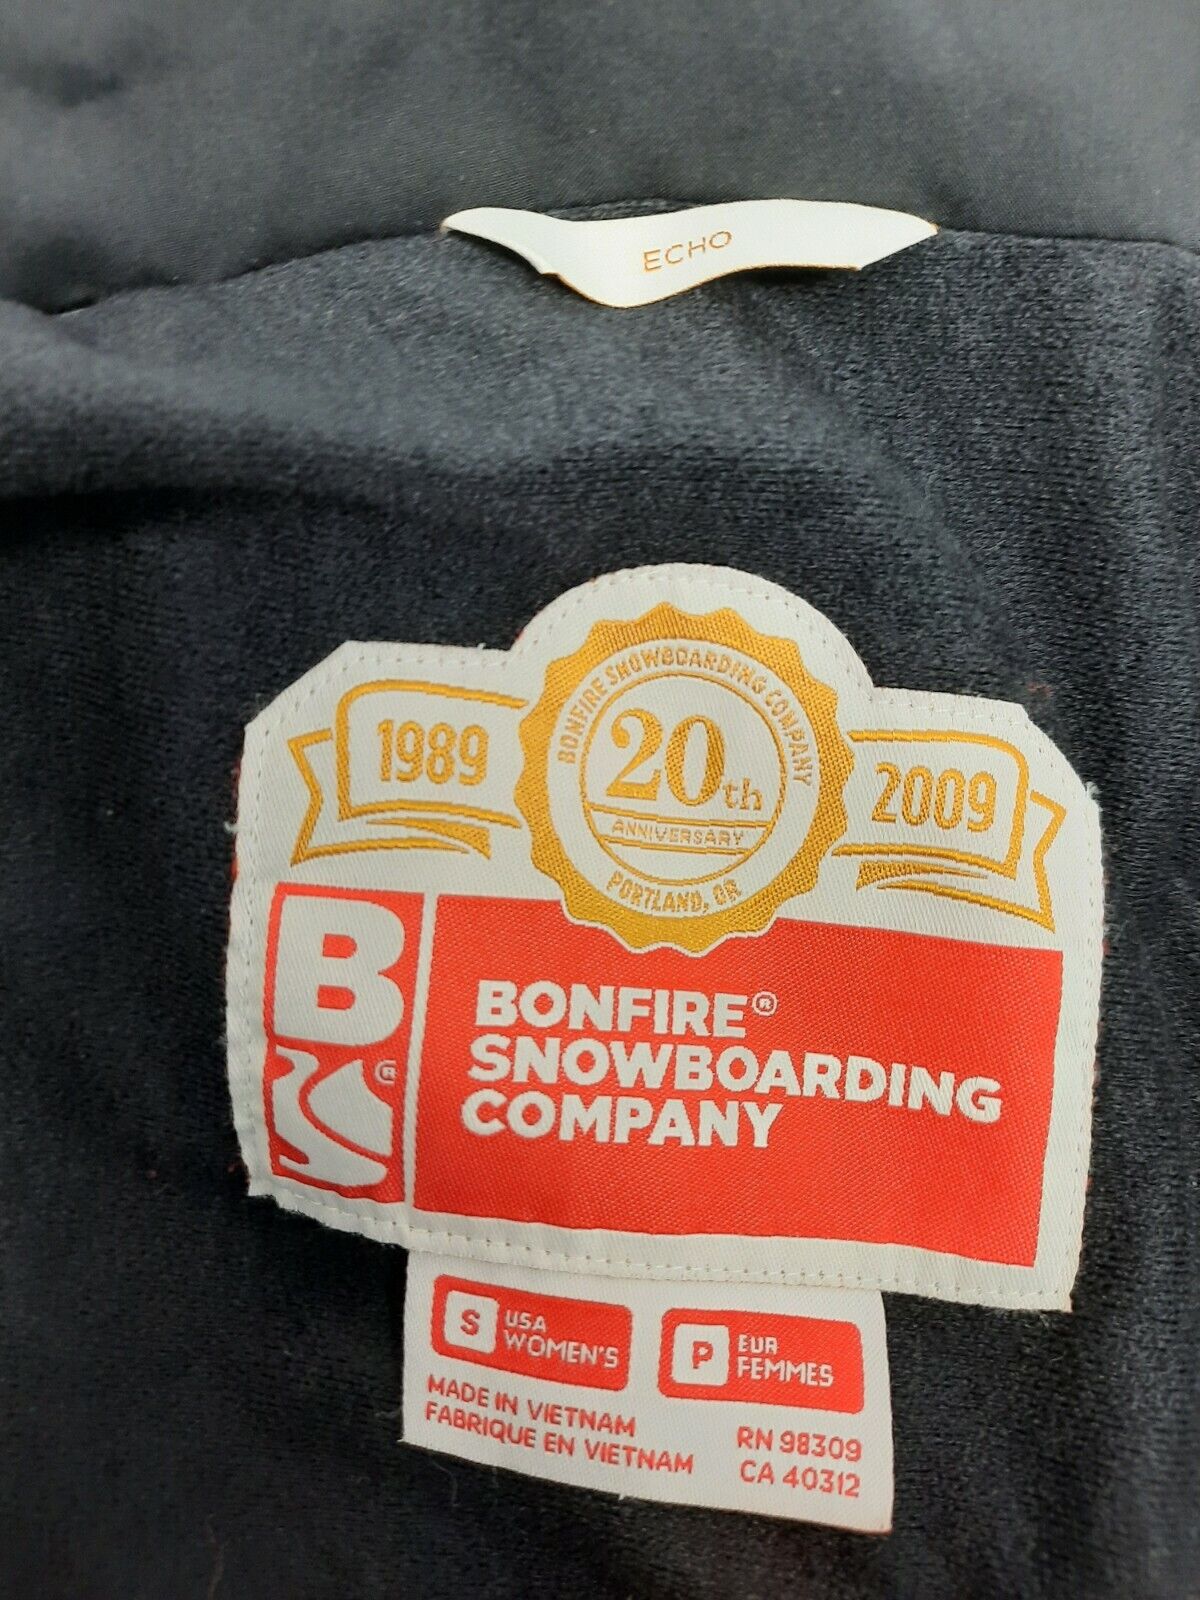 ECHO
1989
BONFIRE SNOWBOARDING COMPANY
20th
ANNIVERSARY
PORTLAND, OR
2009
B
®
BONFIRE®
SNOWBOARDING
COMPANY
S USA WOMEN'S
P EUR FEMMES
MADE IN VIETNAM
FABRIQUE EN VIETNAM
RN 98309
CA 40312